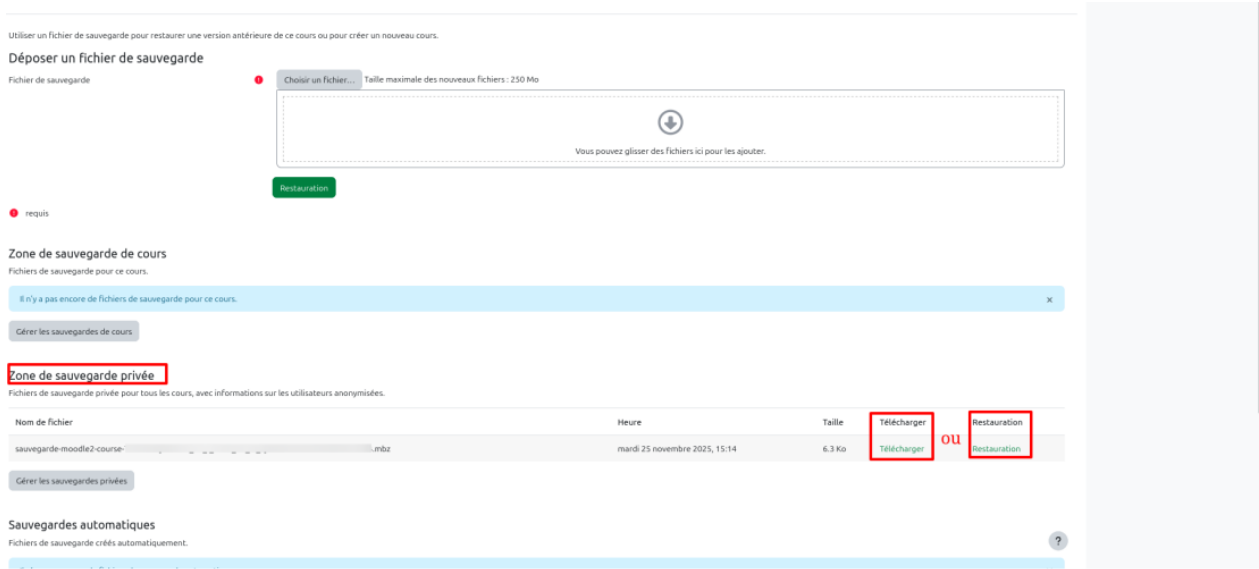 Utiliser un fichier de sauvegarde pour restaurer une version antérieure de ce cours ou pour créer un nouveau cours.
Déposer un fichier de sauvegarde
Fichier de sauvegarde
Choisir un fichier... Taille maximale des nouveaux fichiers : 250 Mo
Vous pouvez glisser des fichiers ici pour les ajouter.
Restauration
requis
Zone de sauvegarde de cours
Fichiers de sauvegarde pour ce cours.
Il n'y a pas encore de fichiers de sauvegarde pour ce cours. ×
Gérer les sauvegardes de cours
Zone de sauvegarde privée
Fichiers de sauvegarde privée pour tous les cours, avec informations sur les utilisateurs anonymisées.
Nom de fichier Heure Taille Télécharger Restauration
ou
sauvegarde-moodle2-course- .mbz mardi 25 novembre 2025, 15:14 6.3 Ko Télécharger Restauration
Gérer les sauvegardes privées
Sauvegardes automatiques
Fichiers de sauvegarde créés automatiquement.
?